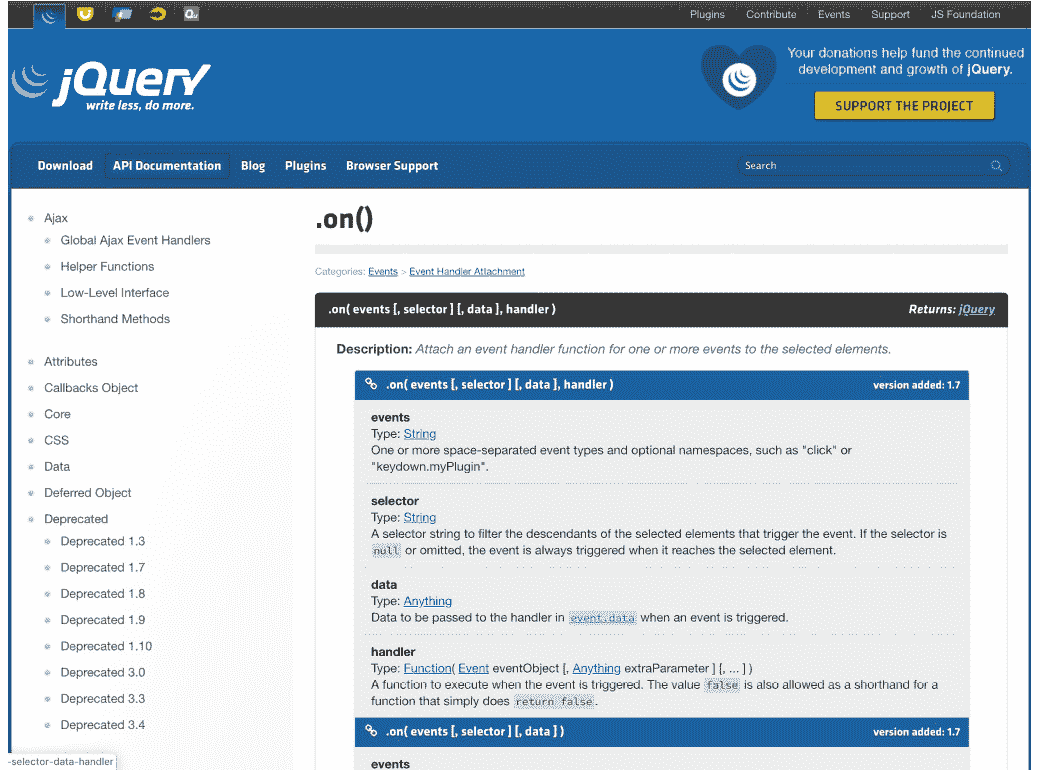 Plugins Contribute Events Support JS Foundation
jQuery
write less, do more.
Your donations help fund the continued
development and growth of jQuery.
SUPPORT THE PROJECT
Download API Documentation Blog Plugins Browser Support Search
Ajax
Global Ajax Event Handlers
Helper Functions
Low-Level Interface
Shorthand Methods
Attributes
Callbacks Object
Core
CSS
Data
Deferred Object
Deprecated
Deprecated 1.3
Deprecated 1.7
Deprecated 1.8
Deprecated 1.9
Deprecated 1.10
Deprecated 3.0
Deprecated 3.3
Deprecated 3.4
-selector-data-handler
.on()
Categories: Events > Event Handler Attachment
.on( events [, selector ] [, data ], handler ) Returns: jQuery
Description: Attach an event handler function for one or more events to the selected elements.
.on( events [, selector ] [, data ], handler ) version added: 1.7
events
Type: String
One or more space-separated event types and optional namespaces, such as "click" or
"keydown.myPlugin".
selector
Type: String
A selector string to filter the descendants of the selected elements that trigger the event. If the selector is
null or omitted, the event is always triggered when it reaches the selected element.
data
Type: Anything
Data to be passed to the handler in event.data when an event is triggered.
handler
Type: Function( Event eventObject [, Anything extraParameter ] [, ... ] )
A function to execute when the event is triggered. The value false is also allowed as a shorthand for a
function that simply does return false.
.on( events [, selector ] [, data ] ) version added: 1.7
events